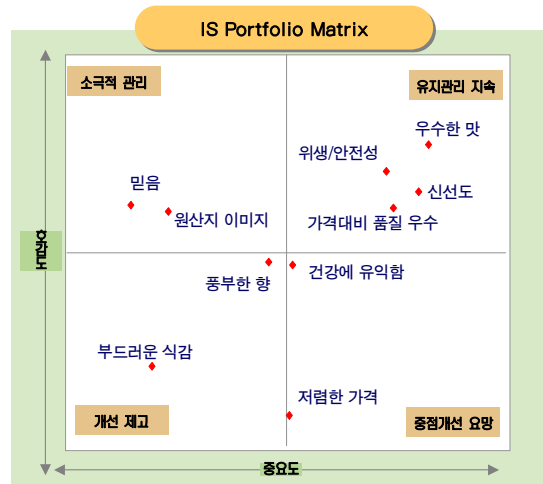 IS Portfolio Matrix
소극적 관리
유지관리 지속
우수한 맛
위생/안전성
믿음
신선도
원산지 이미지
가격대비 품질 우수
호감도
풍부한 향
건강에 유익함
부드러운 식감
저렴한 가격
개선 제고
중점개선 요망
중요도